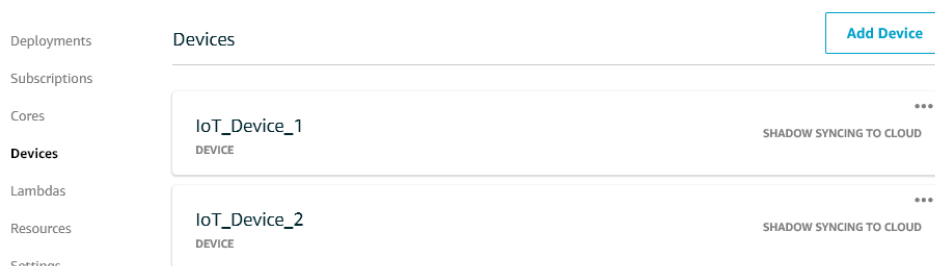 Deployments
Subscriptions
Cores
Devices
Lambdas
Resources
Settings
Devices
Add Device
IoT_Device_1
DEVICE
SHADOW SYNCING TO CLOUD
IoT_Device_2
DEVICE
SHADOW SYNCING TO CLOUD